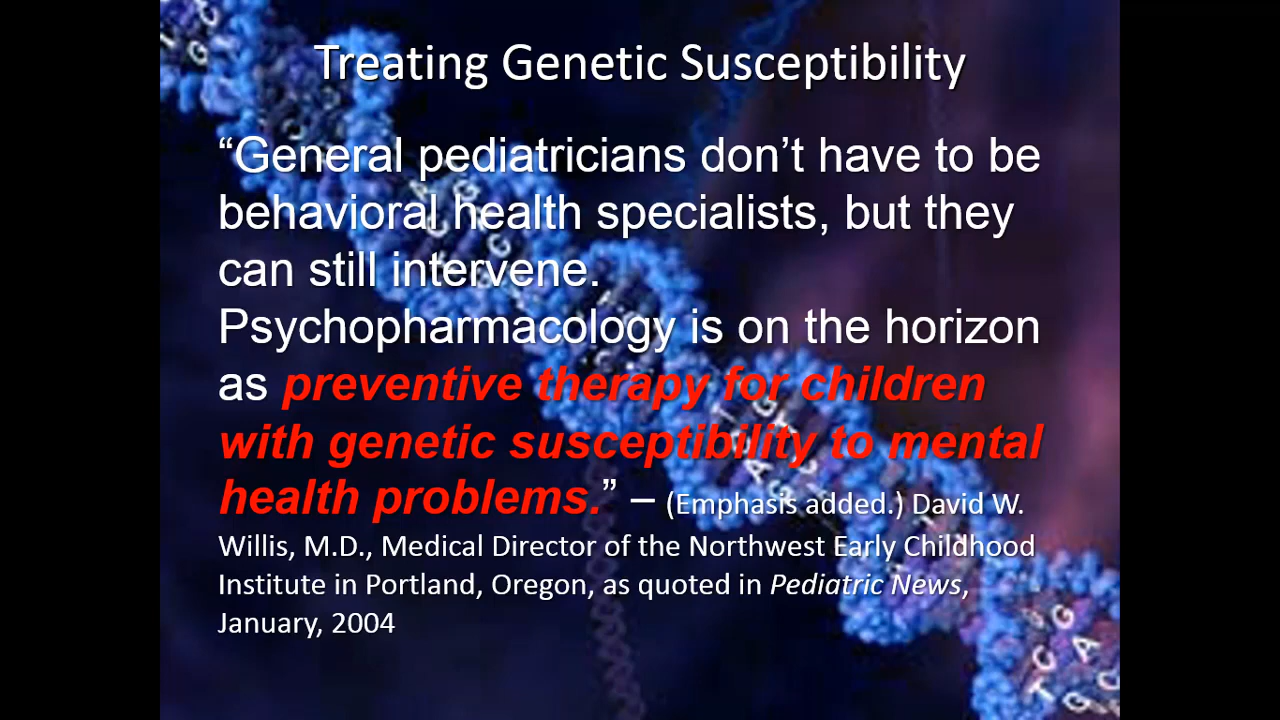 Treating Genetic Susceptibility
“General pediatricians don’t have to be
behavioral health specialists, but they
can still intervene.
Psychopharmacology is on the horizon
as preventive therapy for children
with genetic susceptibility to mental
health problems.” – (Emphasis added.) David W.
Willis, M.D., Medical Director of the Northwest Early Childhood
Institute in Portland, Oregon, as quoted in Pediatric News,
January, 2004